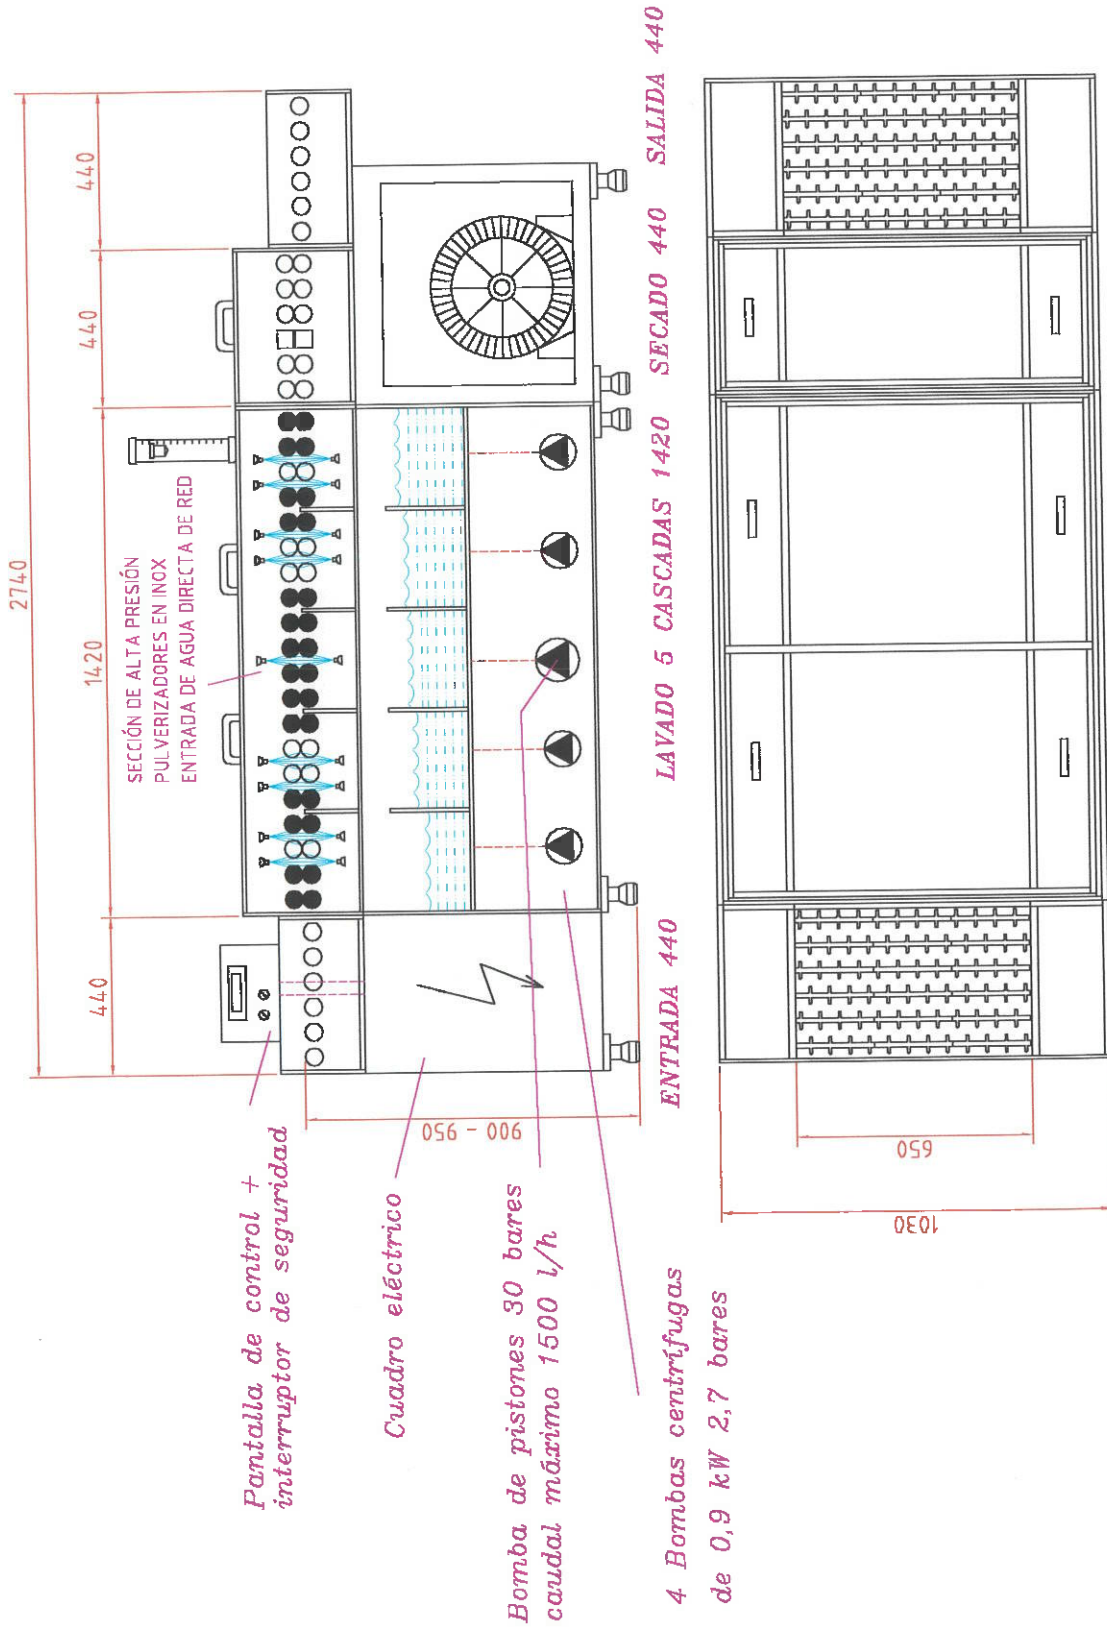 2740
440
1420
440
440
SECCIÓN DE ALTA PRESIÓN
PULVERIZADORES EN INOX
ENTRADA DE AGUA DIRECTA DE RED
Pantalla de control +
interruptor de seguridad
Cuadro eléctrico
900 - 950
Bomba de pistones 30 bares
caudal máximo 1500 l/h
4 Bombas centrífugas
de 0,9 kW 2,7 bares
ENTRADA 440
LAVADO 5 CASCADAS 1420
SECADO 440
SALIDA 440
650
1030